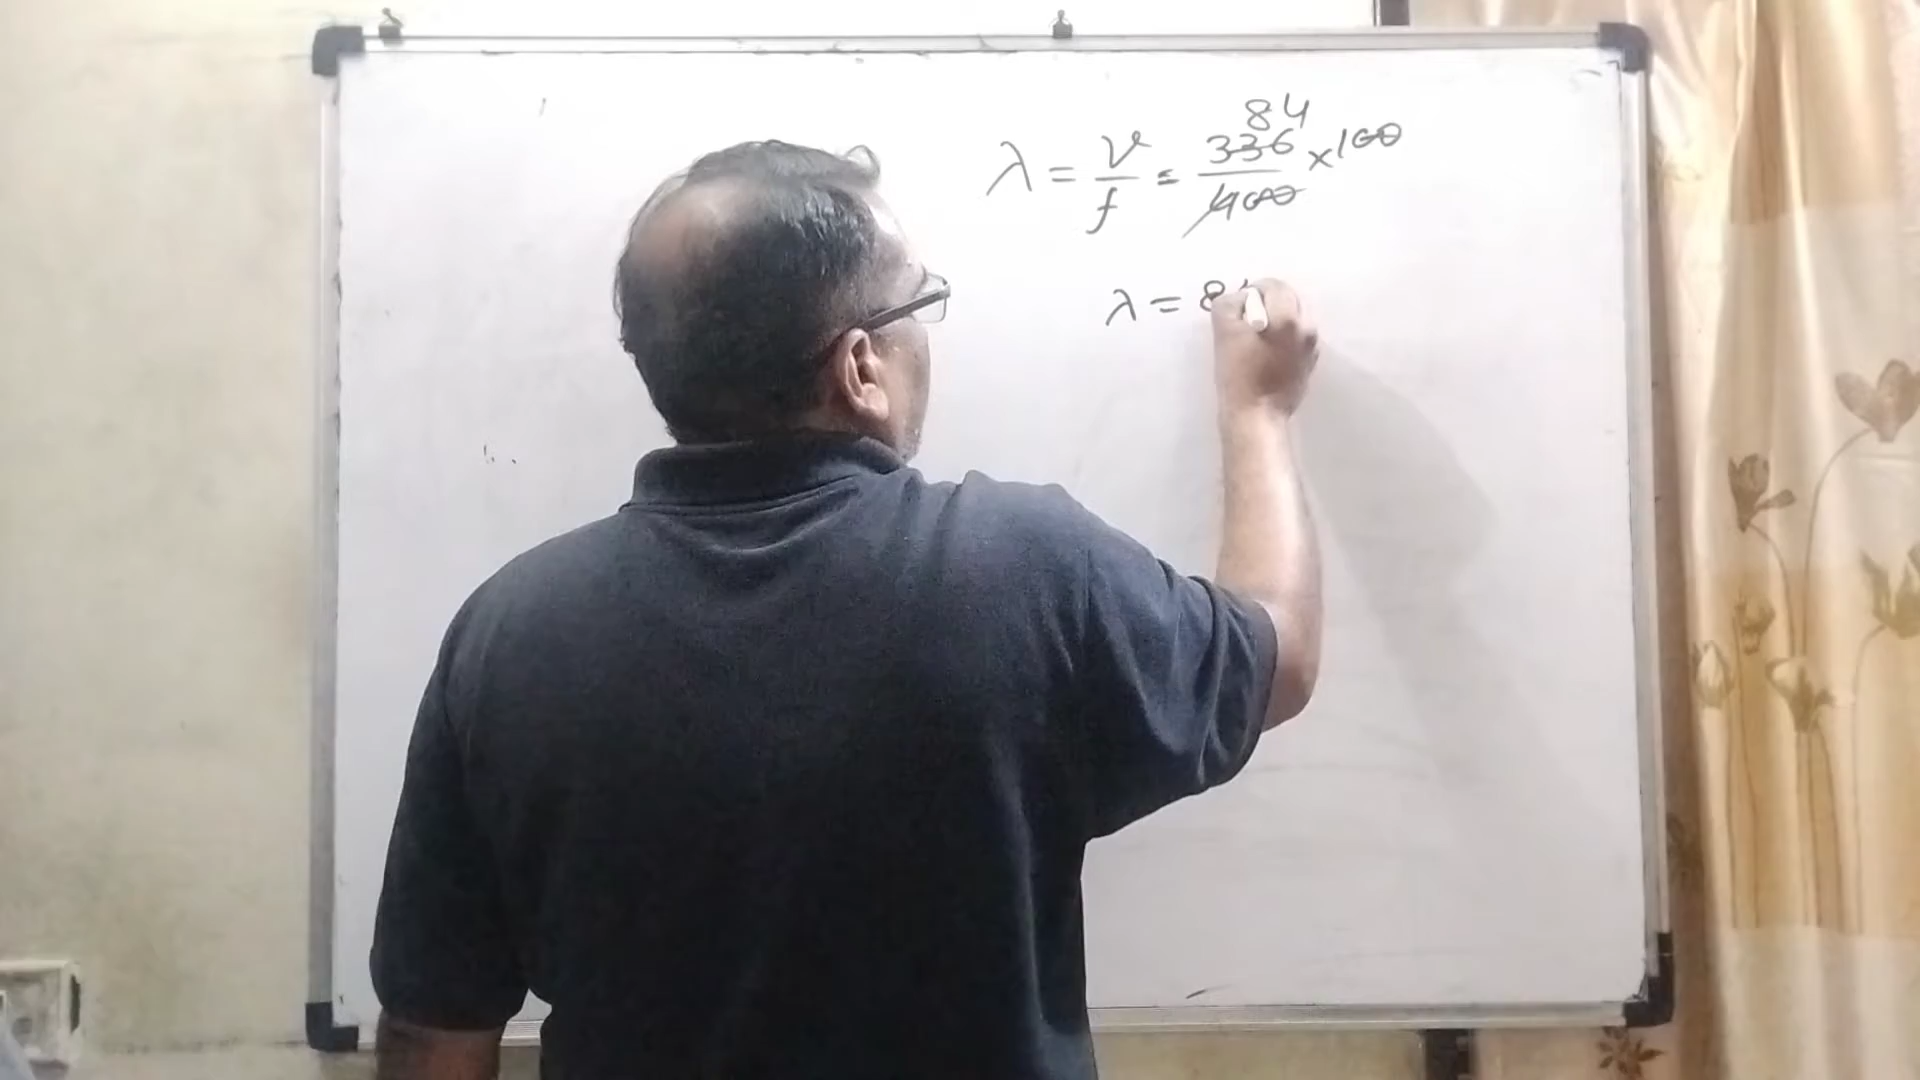 λ = v/f = 336/400 × 100 84
λ = 8